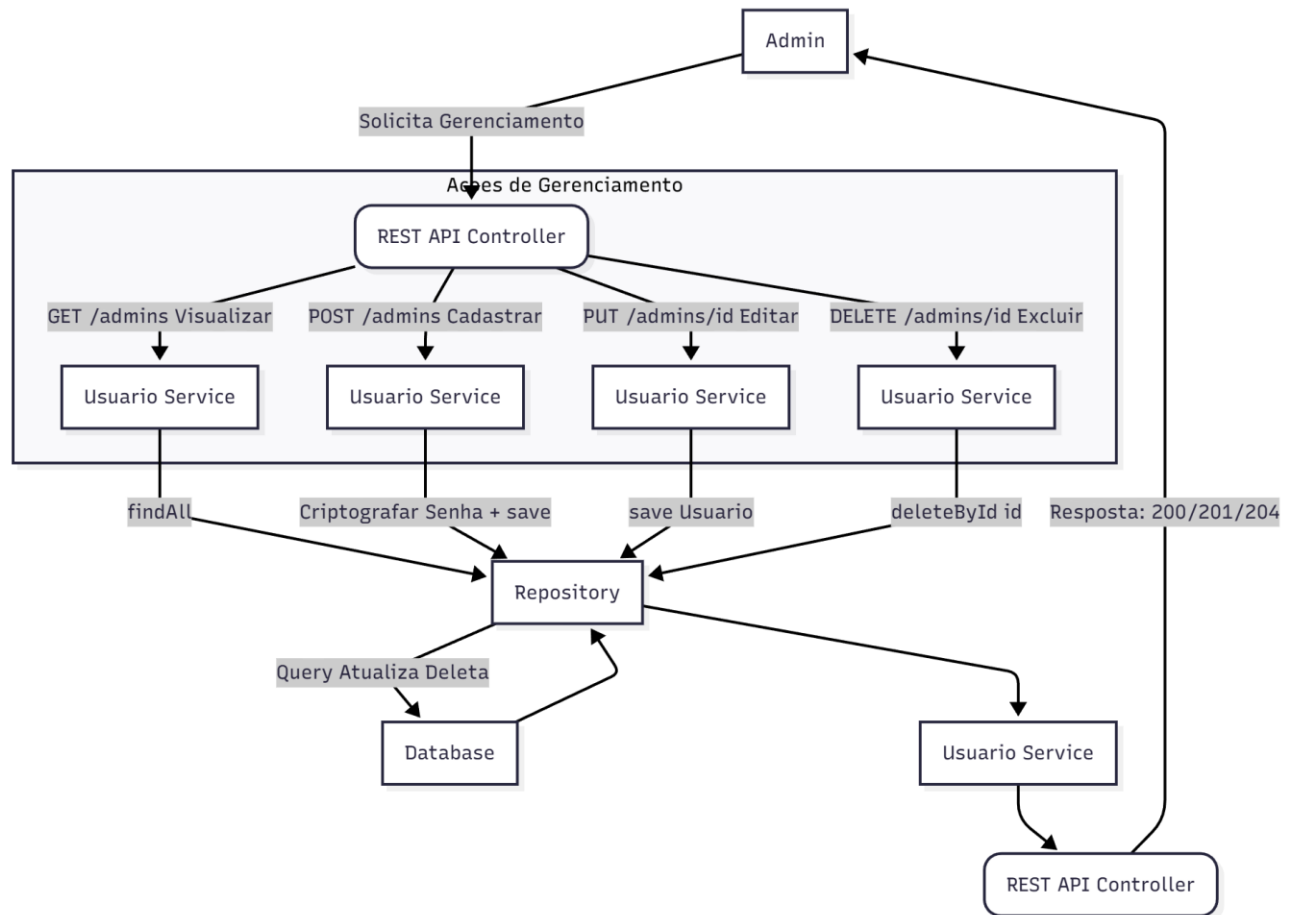 Admin
Solicita Gerenciamento
Acoes de Gerenciamento
REST API Controller
GET /admins Visualizar
POST /admins Cadastrar
PUT /admins/id Editar
DELETE /admins/id Excluir
Usuario Service
Usuario Service
Usuario Service
Usuario Service
findAll
Criptografar Senha + save
save Usuario
deleteById id
Resposta: 200/201/204
Repository
Query Atualiza Deleta
Database
Usuario Service
REST API Controller